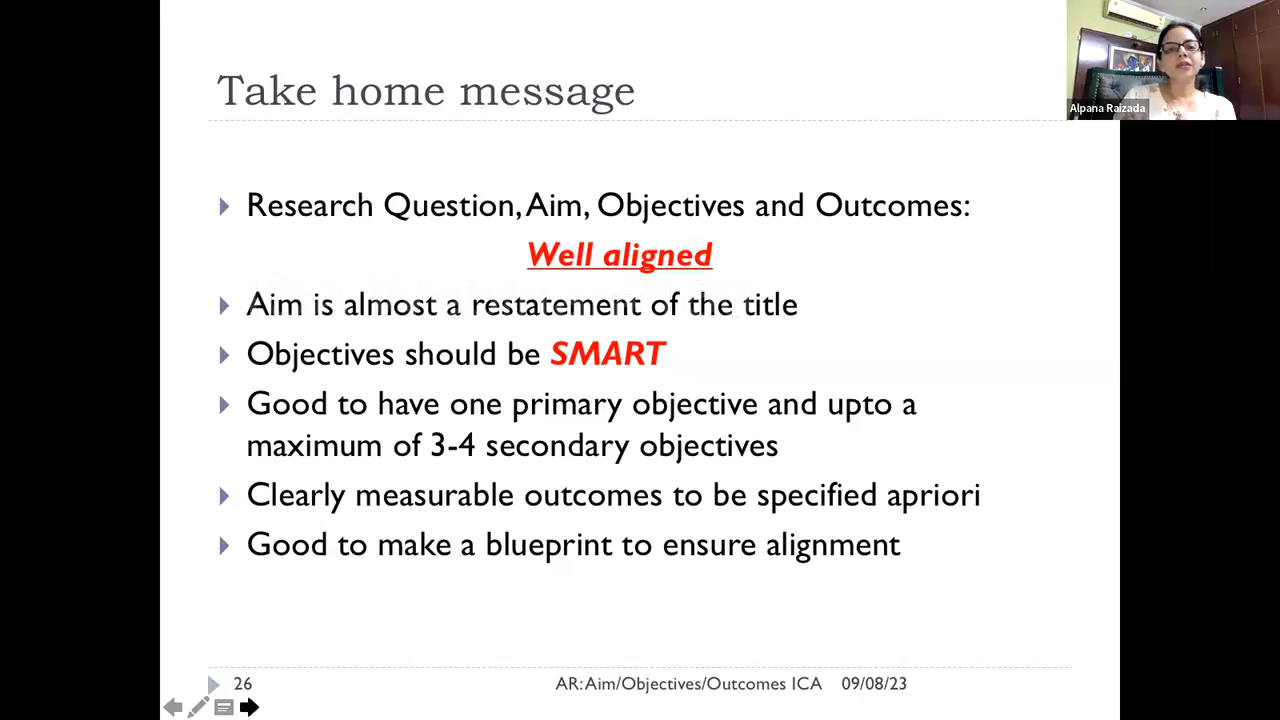 Take home message
Alpana Raizada
Research Question, Aim, Objectives and Outcomes:
Well aligned
Aim is almost a restatement of the title
Objectives should be SMART
Good to have one primary objective and upto a
maximum of 3-4 secondary objectives
Clearly measurable outcomes to be specified apriori
Good to make a blueprint to ensure alignment
26
AR: Aim/Objectives/Outcomes ICA
09/08/23